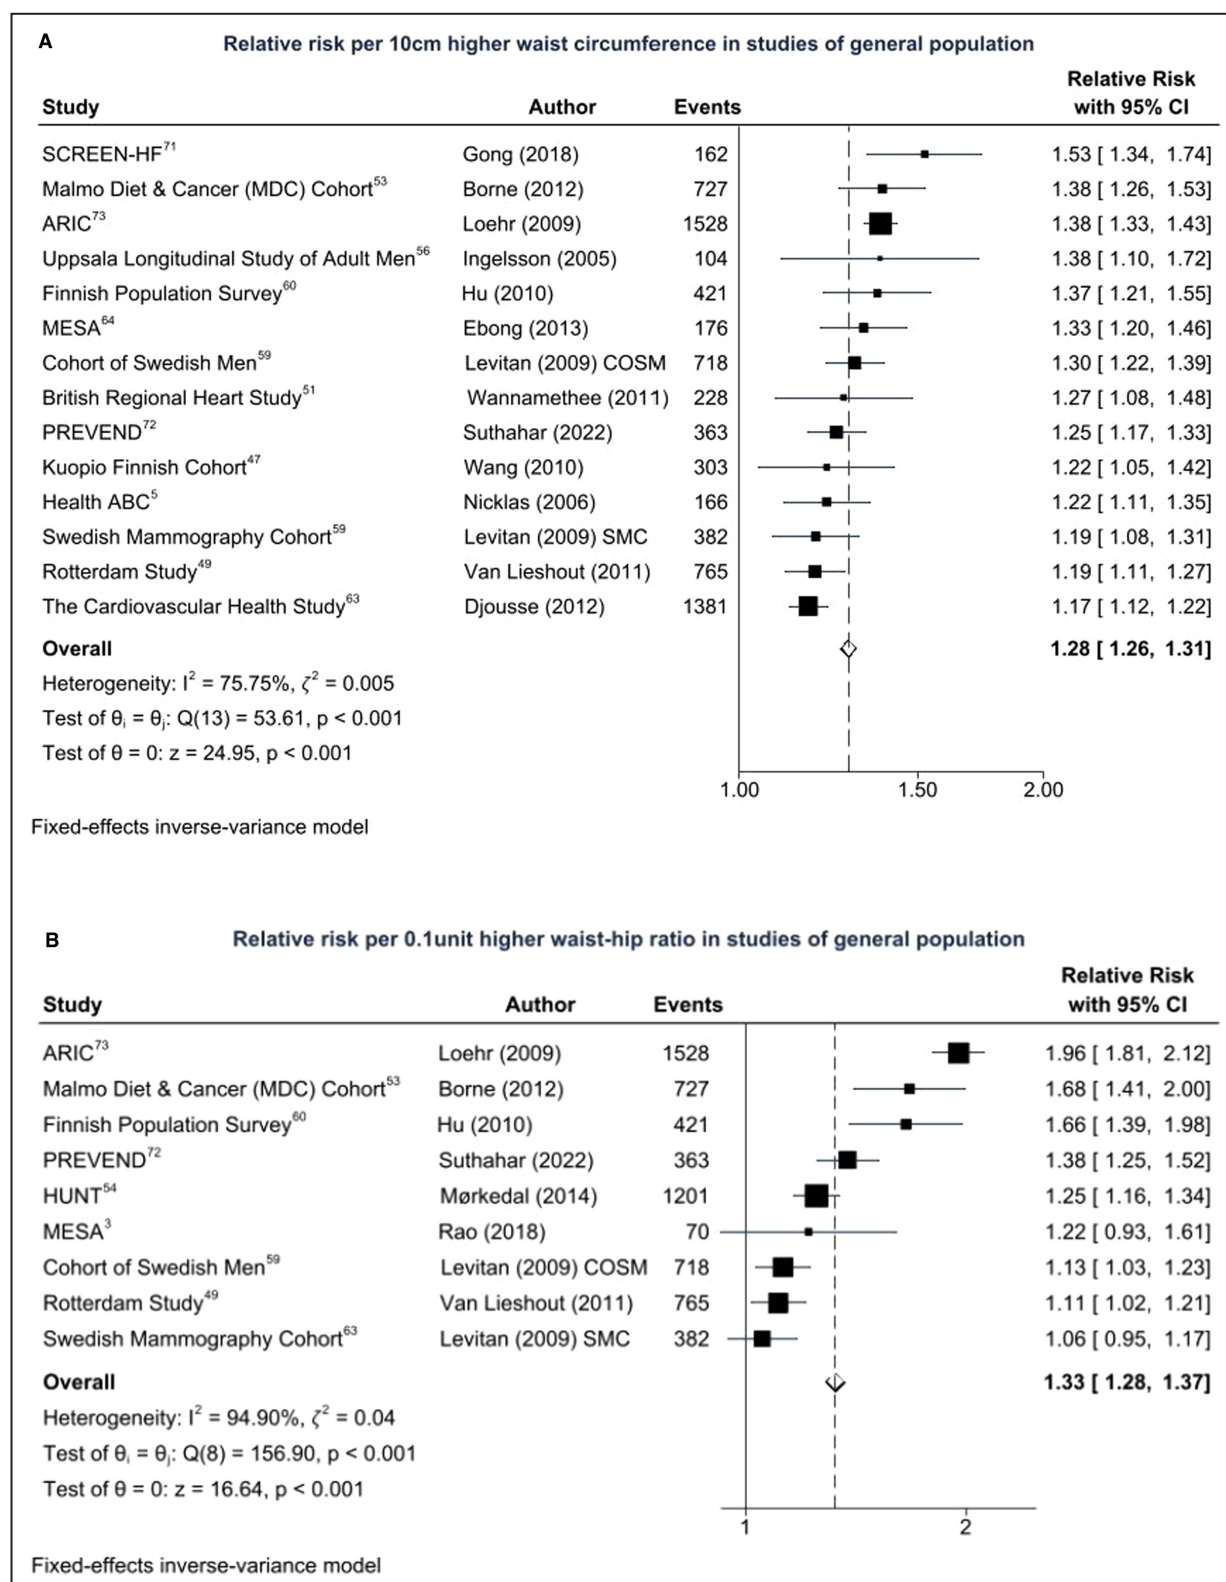 A
Relative risk per 10cm higher waist circumference in studies of general population
Relative Risk
Study Author Events with 95% CI
SCREEN-HF71 Gong (2018) 162 1.53 [ 1.34, 1.74]
Malmo Diet & Cancer (MDC) Cohort53 Borne (2012) 727 1.38 [ 1.26, 1.53]
ARIC73 Loehr (2009) 1528 1.38 [ 1.33, 1.43]
Uppsala Longitudinal Study of Adult Men56 Ingelsson (2005) 104 1.38 [ 1.10, 1.72]
Finnish Population Survey60 Hu (2010) 421 1.37 [ 1.21, 1.55]
MESA64 Ebong (2013) 176 1.33 [ 1.20, 1.46]
Cohort of Swedish Men59 Levitan (2009) COSM 718 1.30 [ 1.22, 1.39]
British Regional Heart Study51 Wannamethee (2011) 228 1.27 [ 1.08, 1.48]
PREVEND72 Suthahar (2022) 363 1.25 [ 1.17, 1.33]
Kuopio Finnish Cohort47 Wang (2010) 303 1.22 [ 1.05, 1.42]
Health ABC5 Nicklas (2006) 166 1.22 [ 1.11, 1.35]
Swedish Mammography Cohort59 Levitan (2009) SMC 382 1.19 [ 1.08, 1.31]
Rotterdam Study49 Van Lieshout (2011) 765 1.19 [ 1.11, 1.27]
The Cardiovascular Health Study63 Djousse (2012) 1381 1.17 [ 1.12, 1.22]
Overall 1.28 [ 1.26, 1.31]
Heterogeneity: I2 = 75.75%, ζ2 = 0.005
Test of θi = θj: Q(13) = 53.61, p < 0.001
Test of θ = 0: z = 24.95, p < 0.001
1.00 1.50 2.00
Fixed-effects inverse-variance model
B
Relative risk per 0.1unit higher waist-hip ratio in studies of general population
Relative Risk
Study Author Events with 95% CI
ARIC73 Loehr (2009) 1528 1.96 [ 1.81, 2.12]
Malmo Diet & Cancer (MDC) Cohort53 Borne (2012) 727 1.68 [ 1.41, 2.00]
Finnish Population Survey60 Hu (2010) 421 1.66 [ 1.39, 1.98]
PREVEND72 Suthahar (2022) 363 1.38 [ 1.25, 1.52]
HUNT54 Mørkedal (2014) 1201 1.25 [ 1.16, 1.34]
MESA3 Rao (2018) 70 1.22 [ 0.93, 1.61]
Cohort of Swedish Men59 Levitan (2009) COSM 718 1.13 [ 1.03, 1.23]
Rotterdam Study49 Van Lieshout (2011) 765 1.11 [ 1.02, 1.21]
Swedish Mammography Cohort63 Levitan (2009) SMC 382 1.06 [ 0.95, 1.17]
Overall 1.33 [ 1.28, 1.37]
Heterogeneity: I2 = 94.90%, ζ2 = 0.04
Test of θi = θj: Q(8) = 156.90, p < 0.001
Test of θ = 0: z = 16.64, p < 0.001
1 2
Fixed-effects inverse-variance model